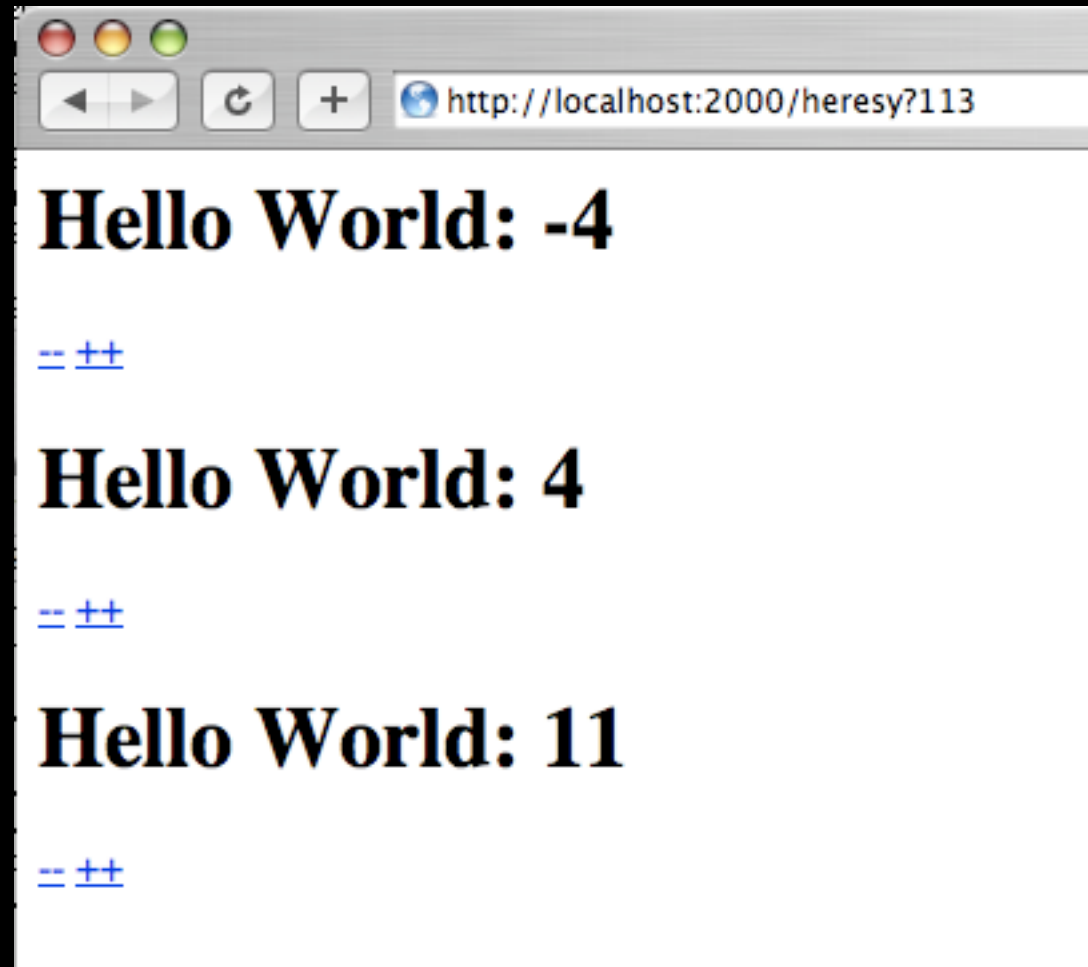 http://localhost:2000/heresy?113
Hello World: -4
-- ++
Hello World: 4
-- ++
Hello World: 11
-- ++